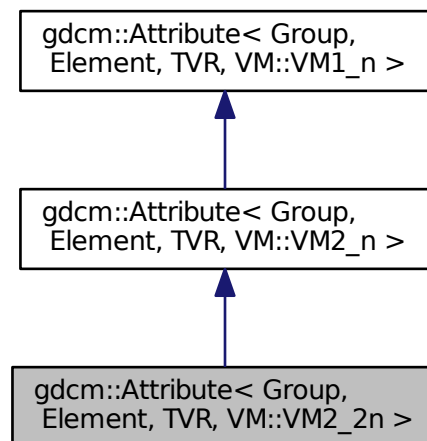 gdcm::Attribute< Group,
Element, TVR, VM::VM1_n >
gdcm::Attribute< Group,
Element, TVR, VM::VM2_n >
gdcm::Attribute< Group,
Element, TVR, VM::VM2_2n >